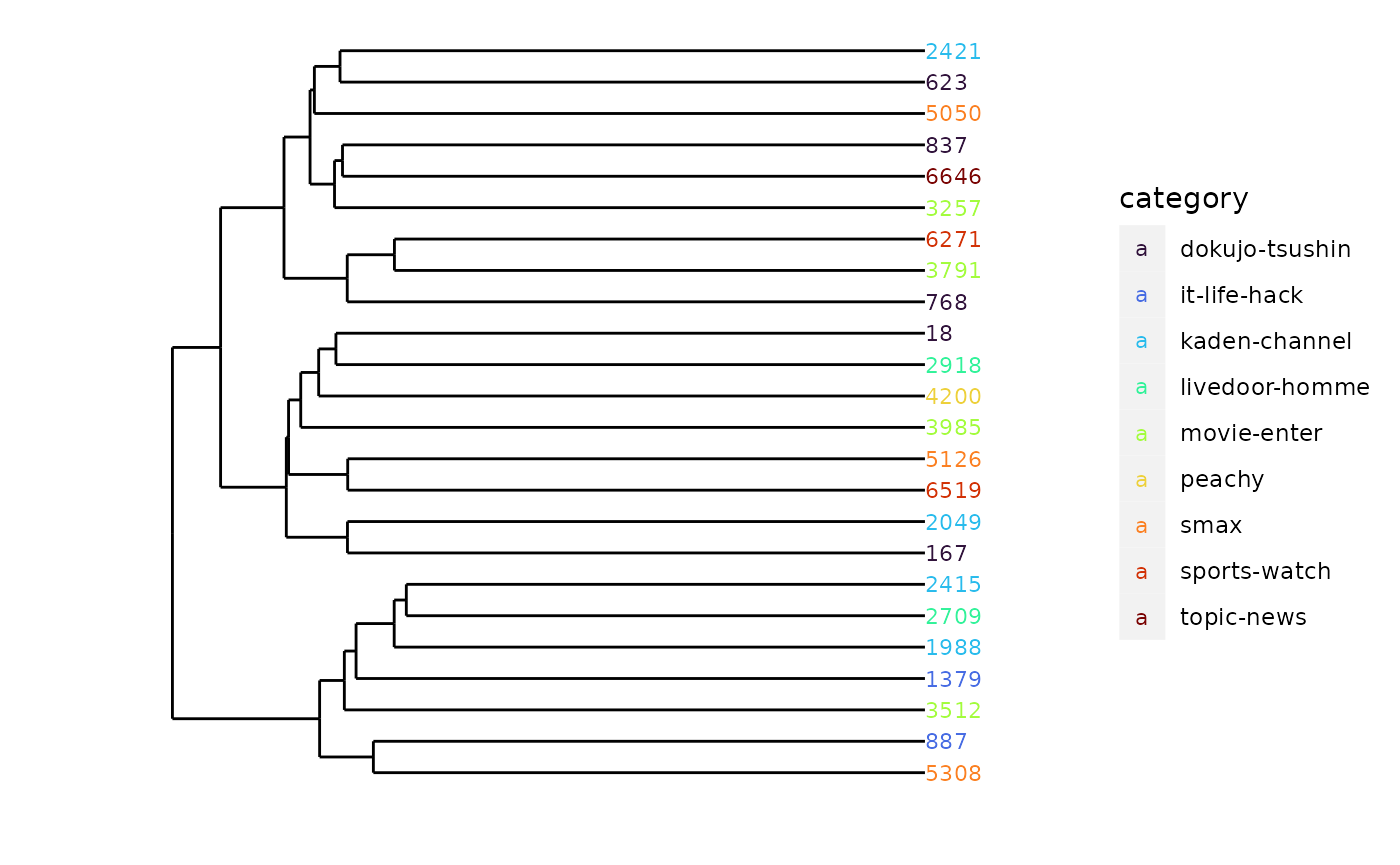 2421
623
5050
837
6646
3257
6271
3791
768
18
2918
4200
3985
5126
6519
2049
167
2415
2709
1988
1379
3512
887
5308
category
a dokujo-tsushin
a it-life-hack
a kaden-channel
a livedoor-homme
a movie-enter
a peachy
a smax
a sports-watch
a topic-news